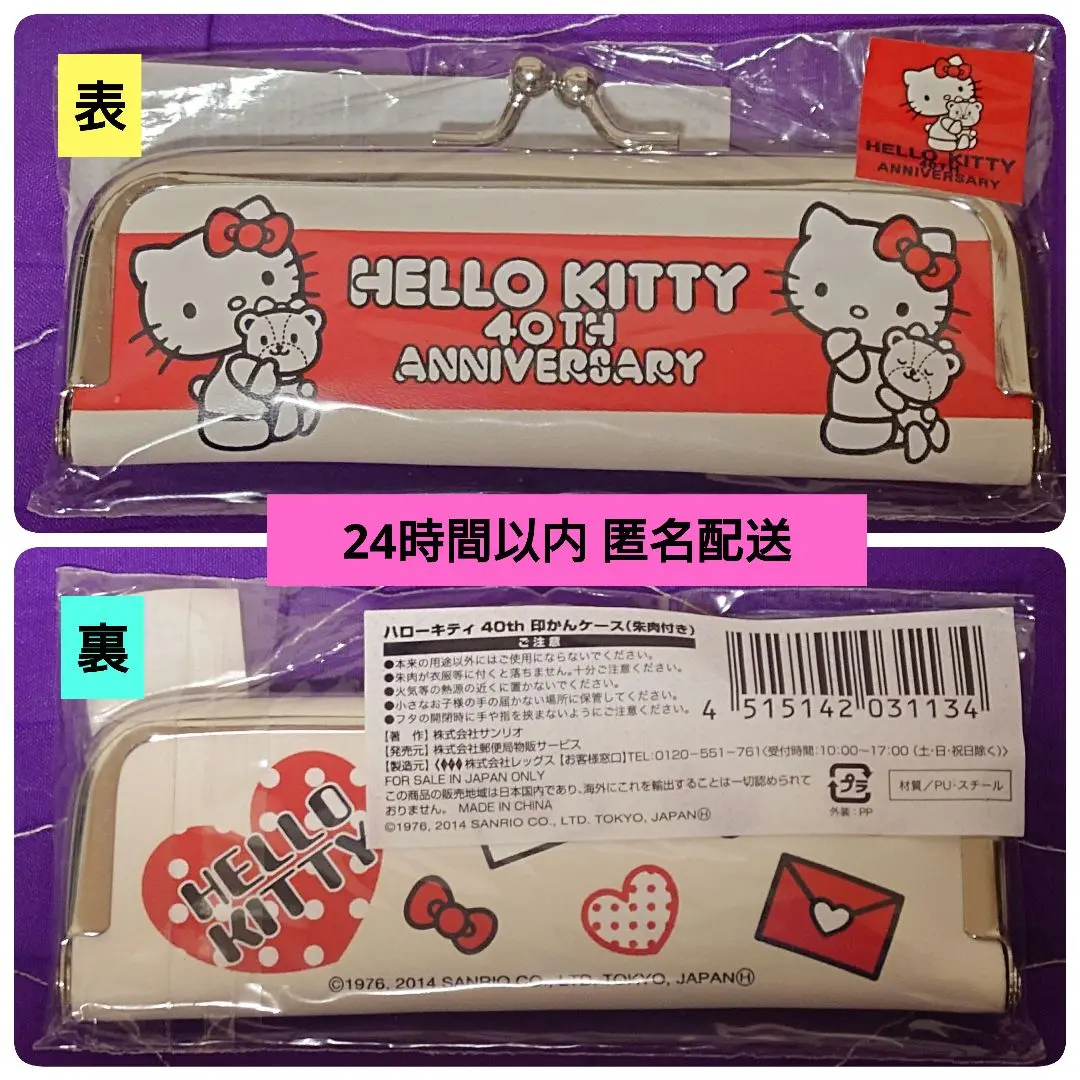 表
HELLO KITTY
40TH
ANNIVERSARY
HELLO KITTY
40TH
ANNIVERSARY
24時間以内 匿名配送
裏
ハローキティ 40th 印かんケース(朱肉付き)
ご注意
●本来の用途以外にはご使用にならないでください。
●朱肉が衣服等に付くと落ちません。十分ご注意ください。
●火気等の熱源の近くに置かないでください。
●小さなお子様の手の届かない場所に保管してください。
●フタの開閉時に手や指を挟まないようにご注意ください。
【著 作】株式会社サンリオ
【発売元】株式会社郵便局物販サービス
【製造元】株式会社レッグス【お客様窓口】TEL:0120-551-761〈受付時間:10:00~17:00(土・日・祝日除く)〉
FOR SALE IN JAPAN ONLY
この商品の販売地域は日本国内であり、海外にこれを輸出することは一切認められて
おりません。 MADE IN CHINA
©1976, 2014 SANRIO CO., LTD. TOKYO, JAPANⒽ
4 515142 031134
プラ
外装:PP
材質/PU・スチール
HELLO
KITTY
©1976, 2014 SANRIO CO., LTD. TOKYO, JAPANⒽ